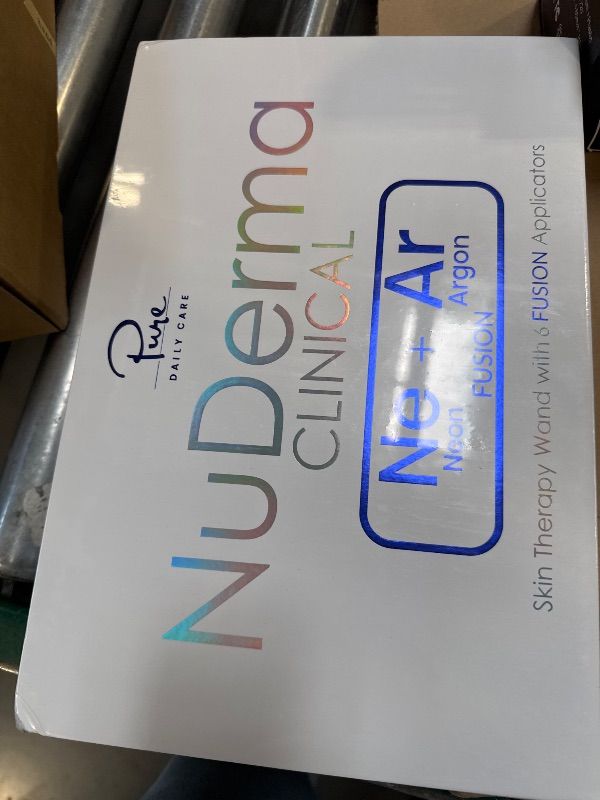 Pure
DAILY CARE
NuDerma
CLINICAL
Ne + Ar
Neon Argon
FUSION
Skin Therapy Wand with 6 FUSION Applicators